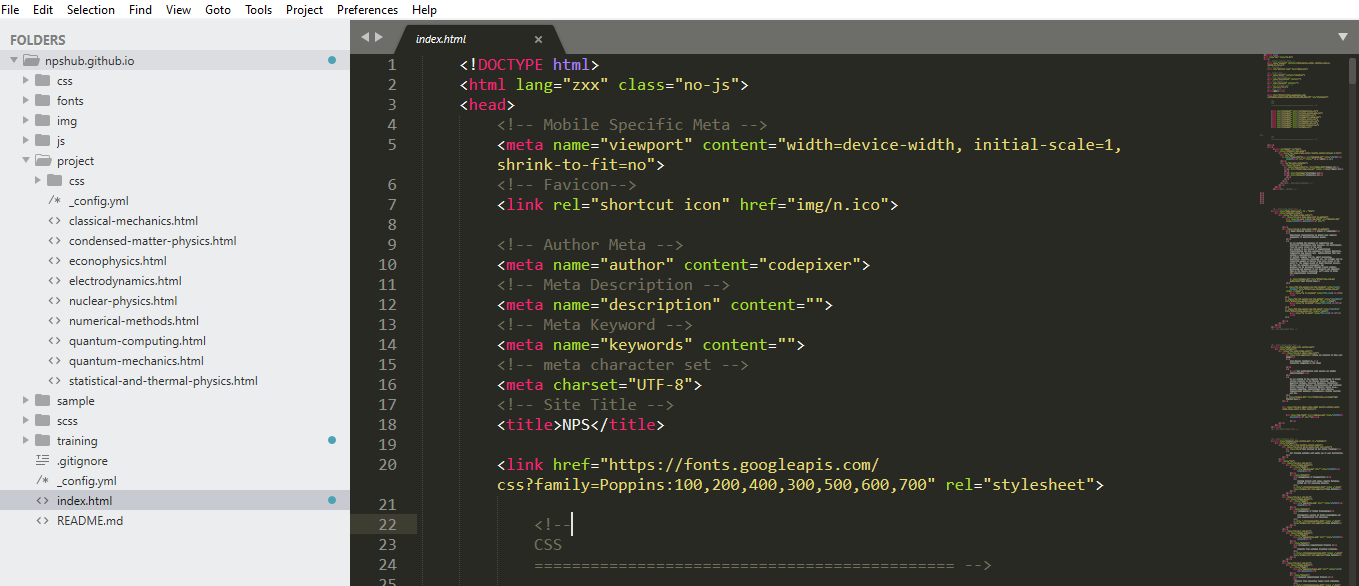 File Edit Selection Find View Goto Tools Project Preferences Help
FOLDERS
npshub.github.io
css
fonts
img
js
project
css
/* _config.yml
<> classical-mechanics.html
<> condensed-matter-physics.html
<> econophysics.html
<> electrodynamics.html
<> nuclear-physics.html
<> numerical-methods.html
<> quantum-computing.html
<> quantum-mechanics.html
<> statistical-and-thermal-physics.html
sample
scss
training
.gitignore
/* _config.yml
<> index.html
<> README.md
index.html ×
1 <!DOCTYPE html>
2 <html lang="zxx" class="no-js">
3 <head>
4 <!-- Mobile Specific Meta -->
5 <meta name="viewport" content="width=device-width, initial-scale=1,
shrink-to-fit=no">
6 <!-- Favicon-->
7 <link rel="shortcut icon" href="img/n.ico">
8
9 <!-- Author Meta -->
10 <meta name="author" content="codepixer">
11 <!-- Meta Description -->
12 <meta name="description" content="">
13 <!-- Meta Keyword -->
14 <meta name="keywords" content="">
15 <!-- meta character set -->
16 <meta charset="UTF-8">
17 <!-- Site Title -->
18 <title>NPS</title>
19
20 <link href="https://fonts.googleapis.com/
css?family=Poppins:100,200,400,300,500,600,700" rel="stylesheet">
21
22 <!--
23 CSS
24 ============================================= -->
25